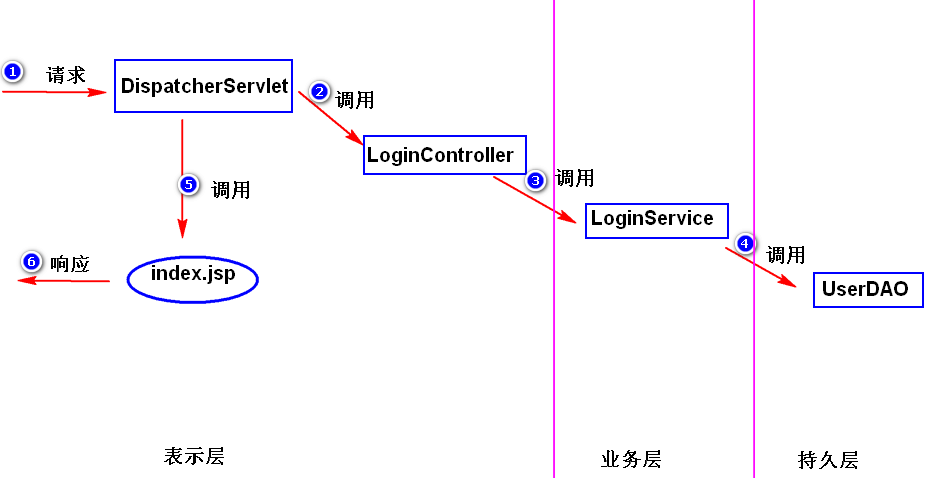 1 请求
DispatcherServlet
2 调用
LoginController
3 调用
LoginService
4 调用
UserDAO
5 调用
index.jsp
6 响应
表示层
业务层
持久层